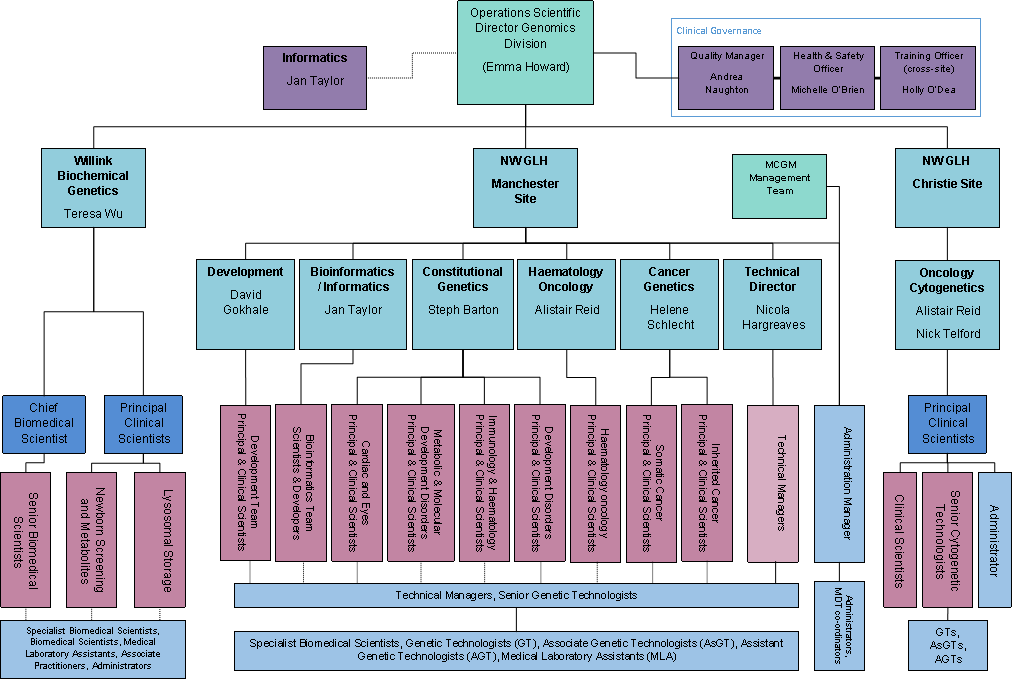 Operations Scientific
Director Genomics
Division
(Emma Howard)
Informatics
Jan Taylor
Clinical Governance
Quality Manager
Andrea
Naughton
Health & Safety
Officer
Michelle O'Brien
Training Officer
(cross-site)
Holly O'Dea
Willink
Biochemical
Genetics
Teresa Wu
NWGLH
Manchester
Site
MCGM
Management
Team
NWGLH
Christie Site
Development
David
Gokhale
Bioinformatics
/ Informatics
Jan Taylor
Constitutional
Genetics
Steph Barton
Haematology
Oncology
Alistair Reid
Cancer
Genetics
Helene
Schlecht
Technical
Director
Nicola
Hargreaves
Oncology
Cytogenetics
Alistair Reid
Nick Telford
Chief
Biomedical
Scientist
Principal
Clinical
Scientists
Development Team
Principal & Clinical Scientists
Bioinformatics Team
Scientists & Developers
Cardiac and Eyes
Principal & Clinical Scientists
Metabolic & Molecular
Development Disorders
Principal & Clinical Scientists
Immunology & Haematology
Principal & Clinical Scientists
Development Disorders
Principal & Clinical Scientists
Haematology oncology
Principal & Clinical Scientists
Somatic Cancer
Principal & Clinical Scientists
Inherited Cancer
Principal & Clinical Scientists
Technical Managers
Administration Manager
Principal
Clinical
Scientists
Senior Biomedical
Scientists
Newborn Screening
and Metabolites
Lysosomal Storage
Clinical Scientists
Senior Cytogenetic
Technologists
Administrator
Technical Managers, Senior Genetic Technologists
Administrators,
MDT co-ordinators
Specialist Biomedical Scientists,
Biomedical Scientists, Medical
Laboratory Assistants, Associate
Practitioners, Administrators
Specialist Biomedical Scientists, Genetic Technologists (GT), Associate Genetic Technologists (AsGT), Assistant
Genetic Technologists (AGT), Medical Laboratory Assistants (MLA)
GTs,
AsGTs,
AGTs